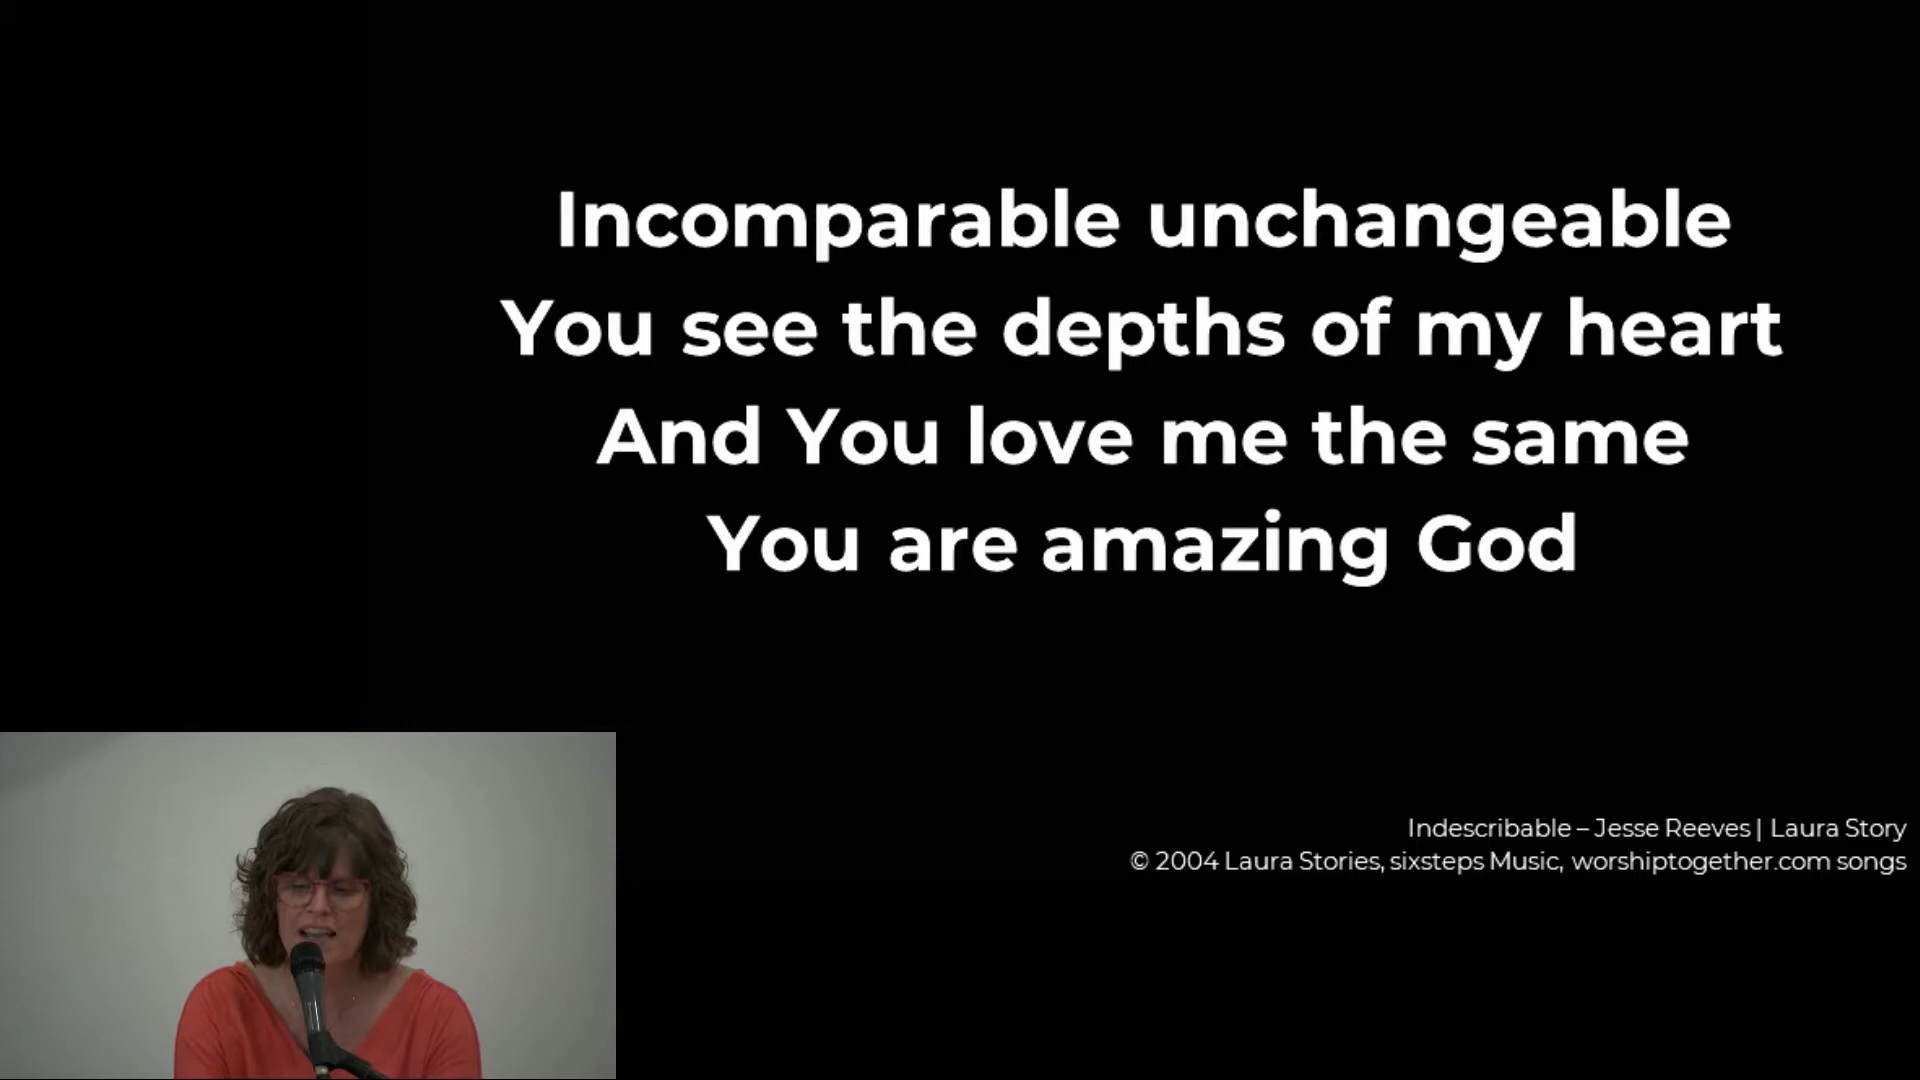 Incomparable unchangeable
You see the depths of my heart
And You love me the same
You are amazing God
Indescribable – Jesse Reeves | Laura Story
© 2004 Laura Stories, sixsteps Music, worshiptogether.com songs